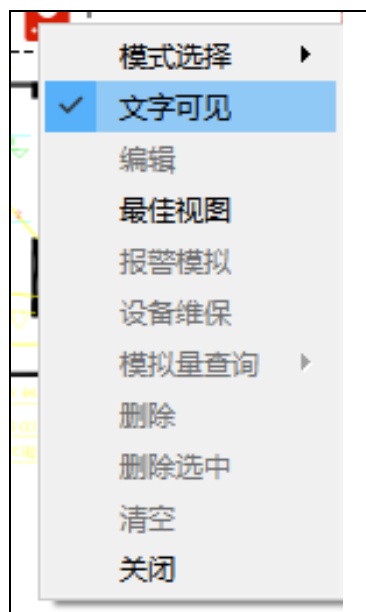 模式选择
文字可见
编辑
最佳视图
报警模拟
设备维保
模拟量查询
删除
删除选中
清空
关闭